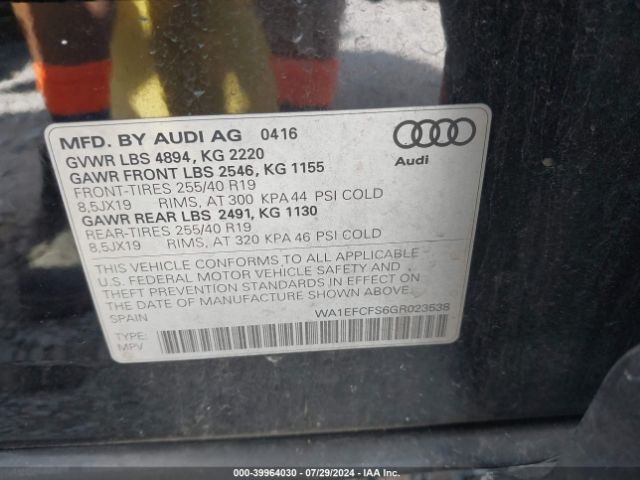 MFD. BY AUDI AG 0416
GVWR LBS 4894, KG 2220
GAWR FRONT LBS 2546, KG 1155
FRONT-TIRES 255/40 R19
8,5JX19 RIMS, AT 300 KPA 44 PSI COLD
GAWR REAR LBS 2491, KG 1130
REAR-TIRES 255/40 R19
8,5JX19 RIMS, AT 320 KPA 46 PSI COLD
Audi
THIS VEHICLE CONFORMS TO ALL APPLICABLE
U.S. FEDERAL MOTOR VEHICLE SAFETY AND
THEFT PREVENTION STANDARDS IN EFFECT ON
THE DATE OF MANUFACTURE SHOWN ABOVE.
SPAIN WA1EFCFS6GR023538
TYPE:
MPV
000-39964030 - 07/29/2024 - IAA Inc.